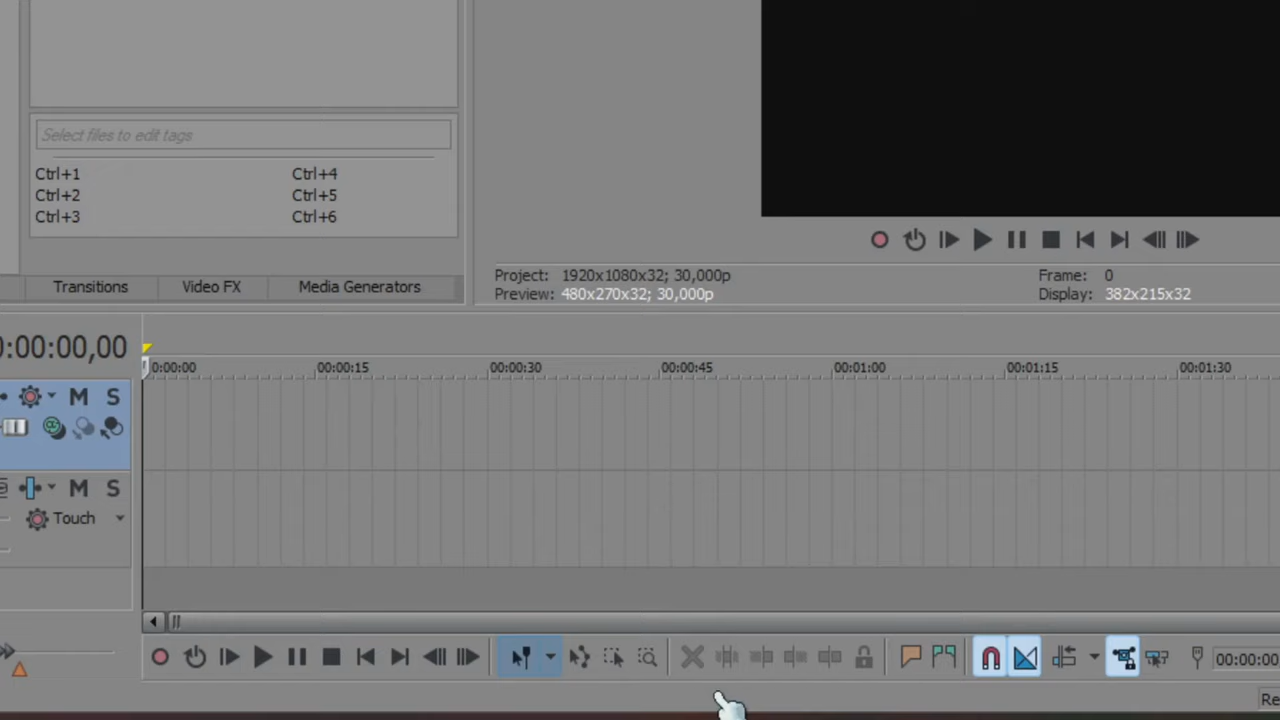 Select files to edit tags
Ctrl+1 Ctrl+4
Ctrl+2 Ctrl+5
Ctrl+3 Ctrl+6
Transitions Video FX Media Generators
Project: 1920x1080x32; 30,000p Frame: 0
Preview: 480x270x32; 30,000p Display: 382x215x32
0:00:00,00
0:00:00 00:00:15 00:00:30 00:00:45 00:01:00 00:01:15 00:01:30
M S
M S
Touch
00:00:00
Re